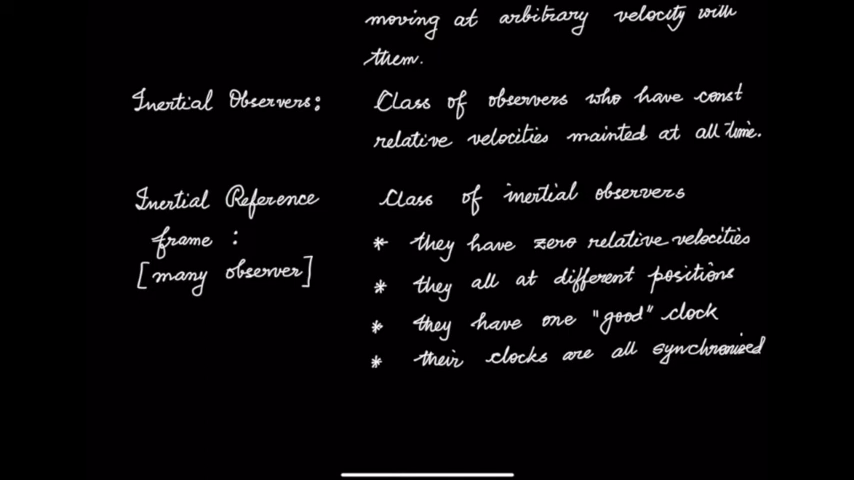 moving at arbitrary velocity with
them.
Inertial Observers: Class of observers who have const
relative velocities mainted at all time.
Inertial Reference Class of inertial observers
frame : * they have zero relative velocities
[many observer] * they all at different positions
* they have one "good" clock
* their clocks are all synchronised